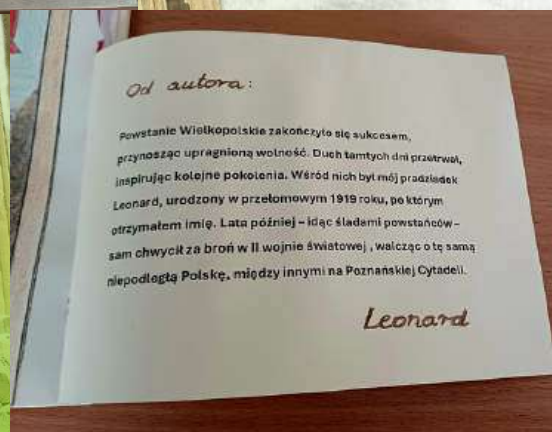 Od autora:
Powstanie Wielkopolskie zakończyło się sukcesem,
przynosząc upragnioną wolność. Duch tamtych dni przetrwał,
inspirując kolejne pokolenia. Wśród nich był mój pradziadek
Leonard, urodzony w przełomowym 1919 roku, po którym
otrzymałem imię. Lata później – idąc śladami powstańców –
sam chwycił za broń w II wojnie światowej , walcząc o tę samą
niepodległą Polskę, między innymi na Poznańskiej Cytadeli.
Leonard